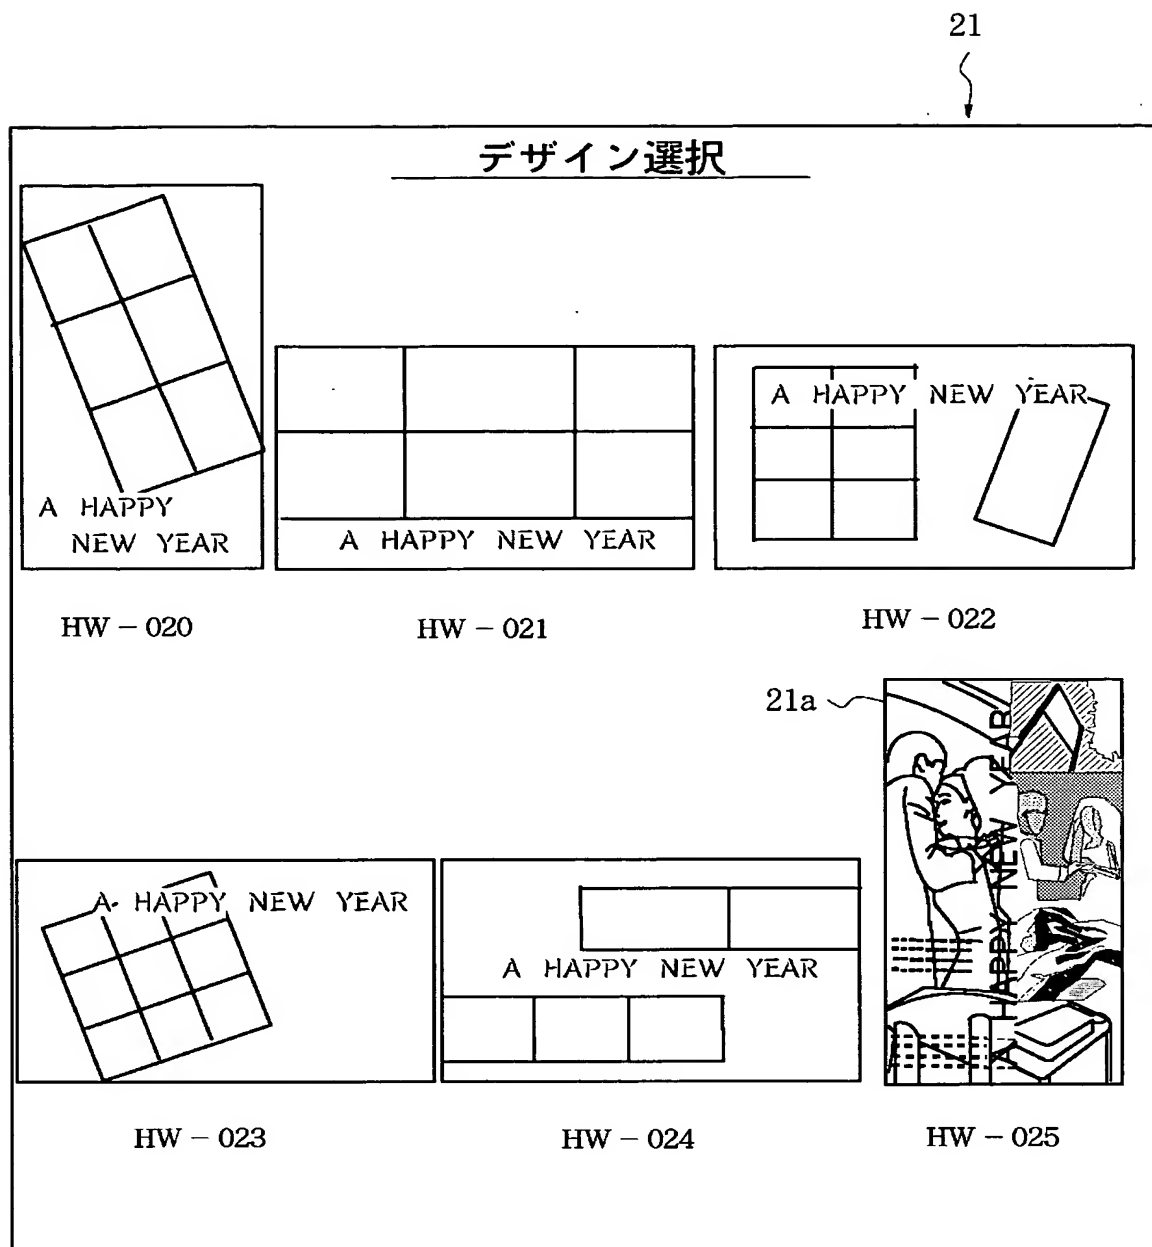 21
デザイン選択
A HAPPY
NEW YEAR
HW－020
A HAPPY NEW YEAR
HW－021
A HAPPY NEW YEAR
HW－022
A HAPPY NEW YEAR
HW－023
A HAPPY NEW YEAR
HW－024
21a
A HAPPY NEW YEAR
HW－025